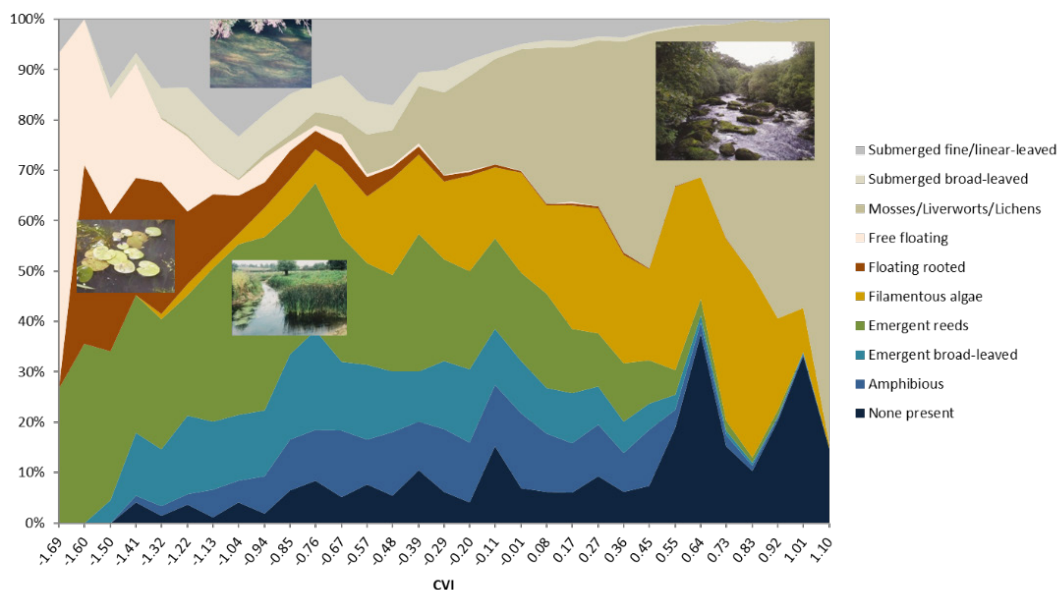 100%
90%
80%
70%
60%
50%
40%
30%
20%
10%
0%
-1.69 -1.60 -1.50 -1.41 -1.32 -1.22 -1.13 -1.04 -0.94 -0.85 -0.76 -0.67 -0.57 -0.48 -0.39 -0.29 -0.20 -0.11 -0.01 0.08 0.17 0.27 0.36 0.45 0.55 0.64 0.73 0.83 0.92 1.01 1.10
CVI
Submerged fine/linear-leaved
Submerged broad-leaved
Mosses/Liverworts/Lichens
Free floating
Floating rooted
Filamentous algae
Emergent reeds
Emergent broad-leaved
Amphibious
None present